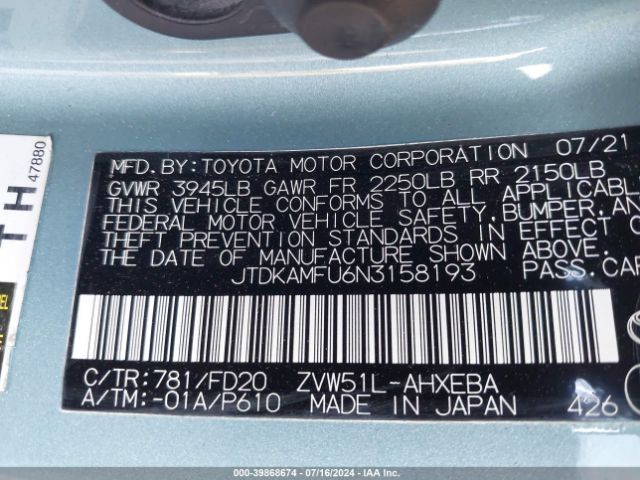 MFD.BY:TOYOTA MOTOR CORPORATION 07/21
GVWR 3945LB GAWR FR 2250LB RR 2150LB
THIS VEHICLE CONFORMS TO ALL APPLICABL
FEDERAL MOTOR VEHICLE SAFETY,BUMPER,AN
THEFT PREVENTION STANDARDS IN EFFECT O
THE DATE OF MANUFACTURE SHOWN ABOVE.
JTDKAMFU6N3158193 PASS.CAR
C/TR:781/FD20 ZVW51L-AHXEBA
A/TM:-01A/P610 MADE IN JAPAN 426
T H
47880
000-39868674 / 07/16/2024 / IAA Inc.